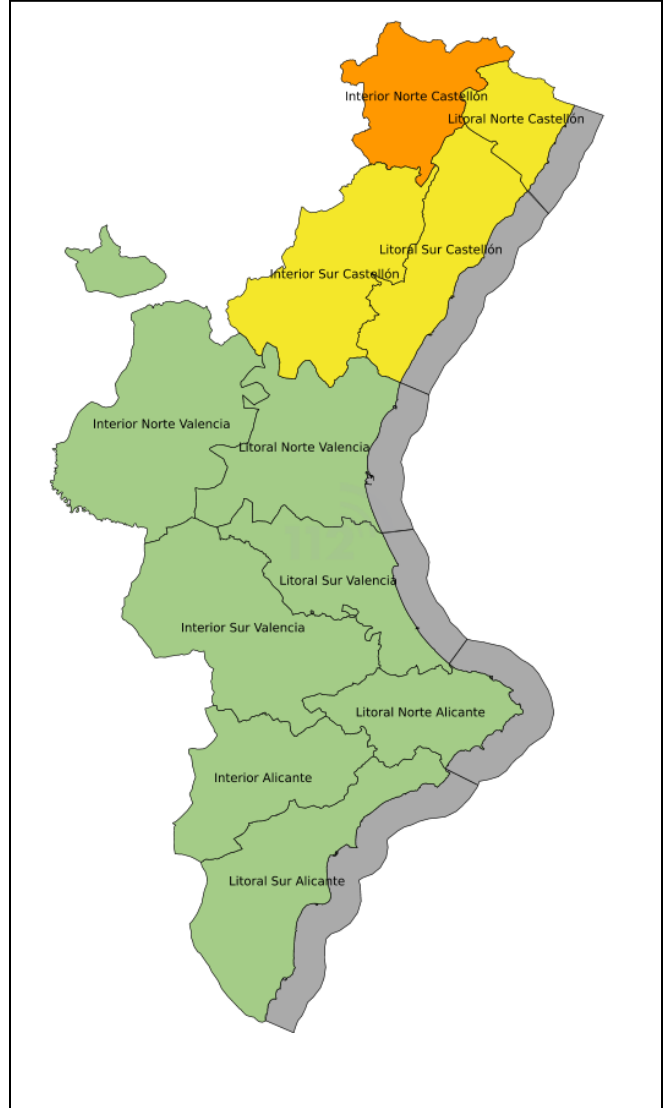 Interior Norte Castellón
Litoral Norte Castellón
Litoral Sur Castellón
Interior Sur Castellón
Interior Norte Valencia
Litoral Norte Valencia
112
Litoral Sur Valencia
Interior Sur Valencia
Litoral Norte Alicante
Interior Alicante
Litoral Sur Alicante